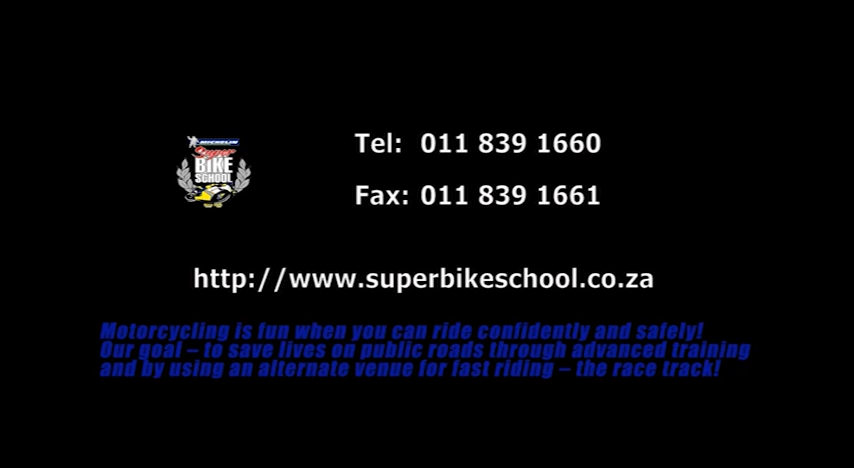 MICHELIN
Super
BIKE
SCHOOL
Tel: 011 839 1660
Fax: 011 839 1661
http://www.superbikeschool.co.za
Motorcycling is fun when you can ride confidently and safely!
Our goal – to save lives on public roads through advanced training
and by using an alternate venue for fast riding – the race track!